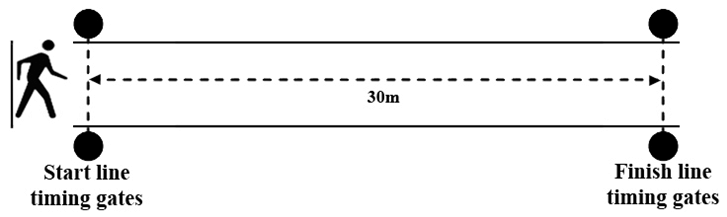 30m
Start line
timing gates
Finish line
timing gates